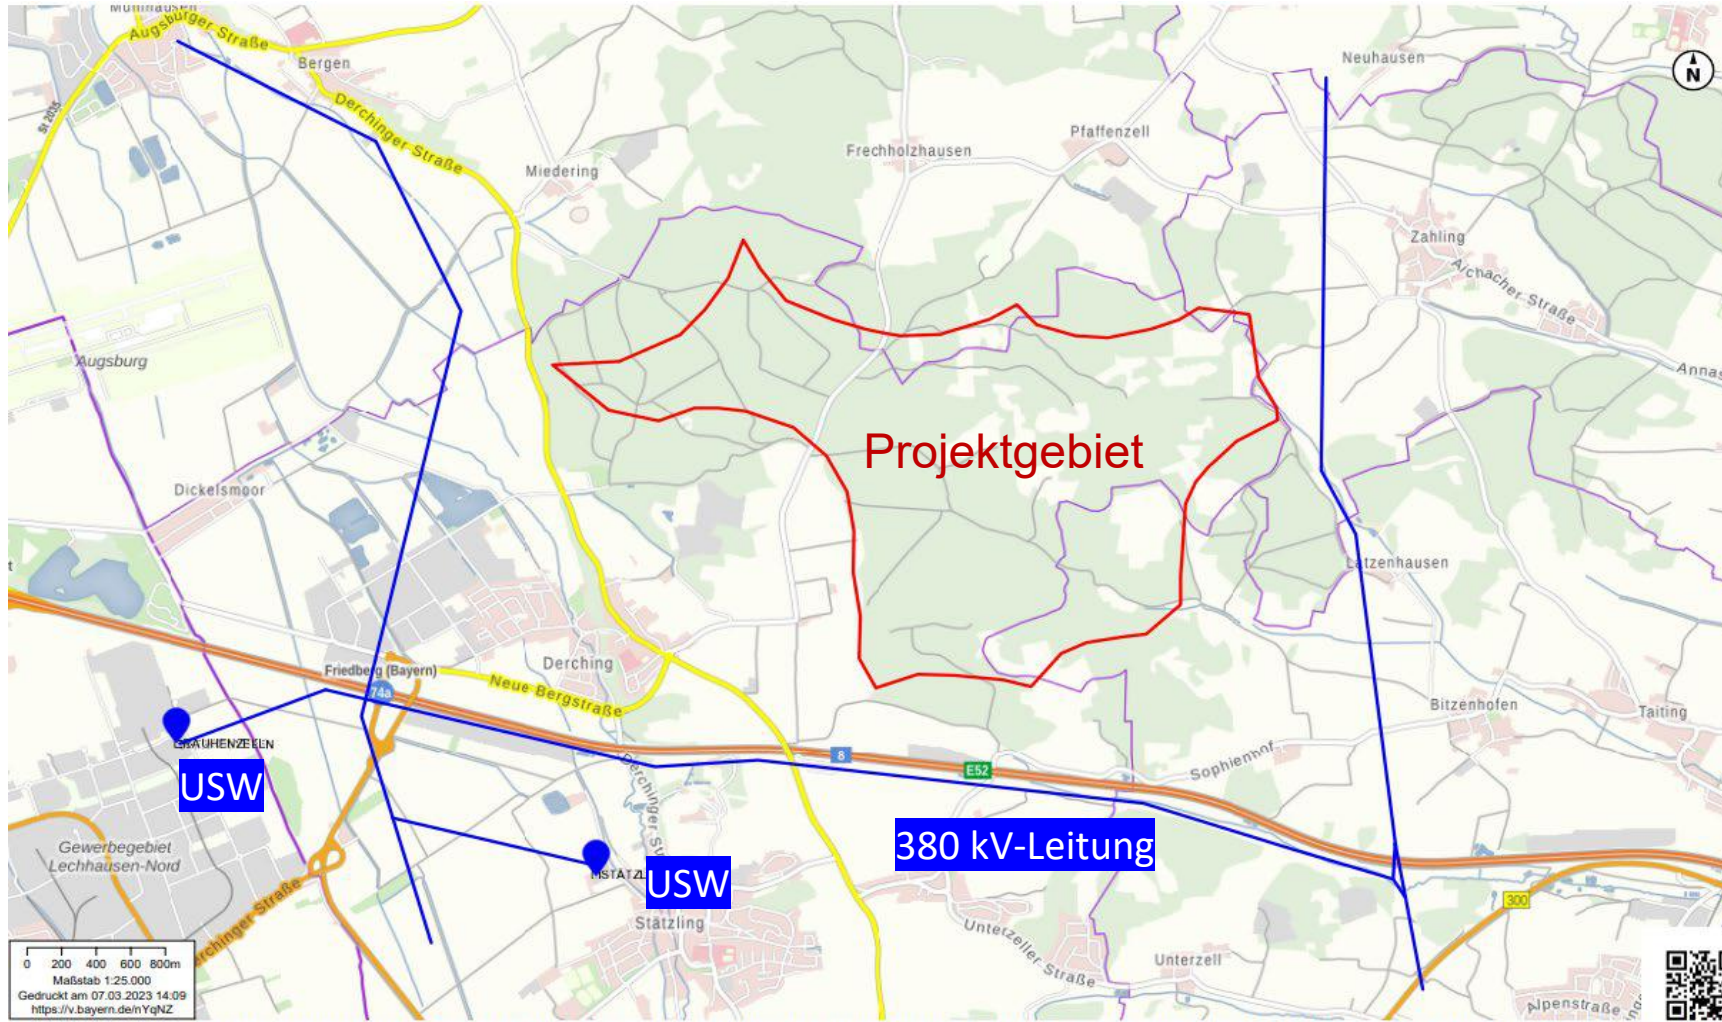 Mühlhausen
Augsburger Straße
Bergen
Neuhausen
N
St 2035
Derchinger Straße
Pfaffenzell
Frechholzhausen
Miedering
Zahling
Aichacher Straße
Augsburg
Annas
Projektgebiet
Dickelsmoor
t
Latzenhausen
Derching
Friedberg (Bayern)
74a
Neue Bergstraße
Bitzenhofen
Taiting
USW
8
E52
Sophienhof
380 kV-Leitung
Gewerbegebiet
Lechhausen-Nord
USW
300
Stätzling
Unterzeller Straße
Unterzell
Alpenstraße
0 200 400 600 800m
Maßstab 1:25.000
Gedruckt am 07.03.2023 14:09
https://v.bayern.de/nYqNZ